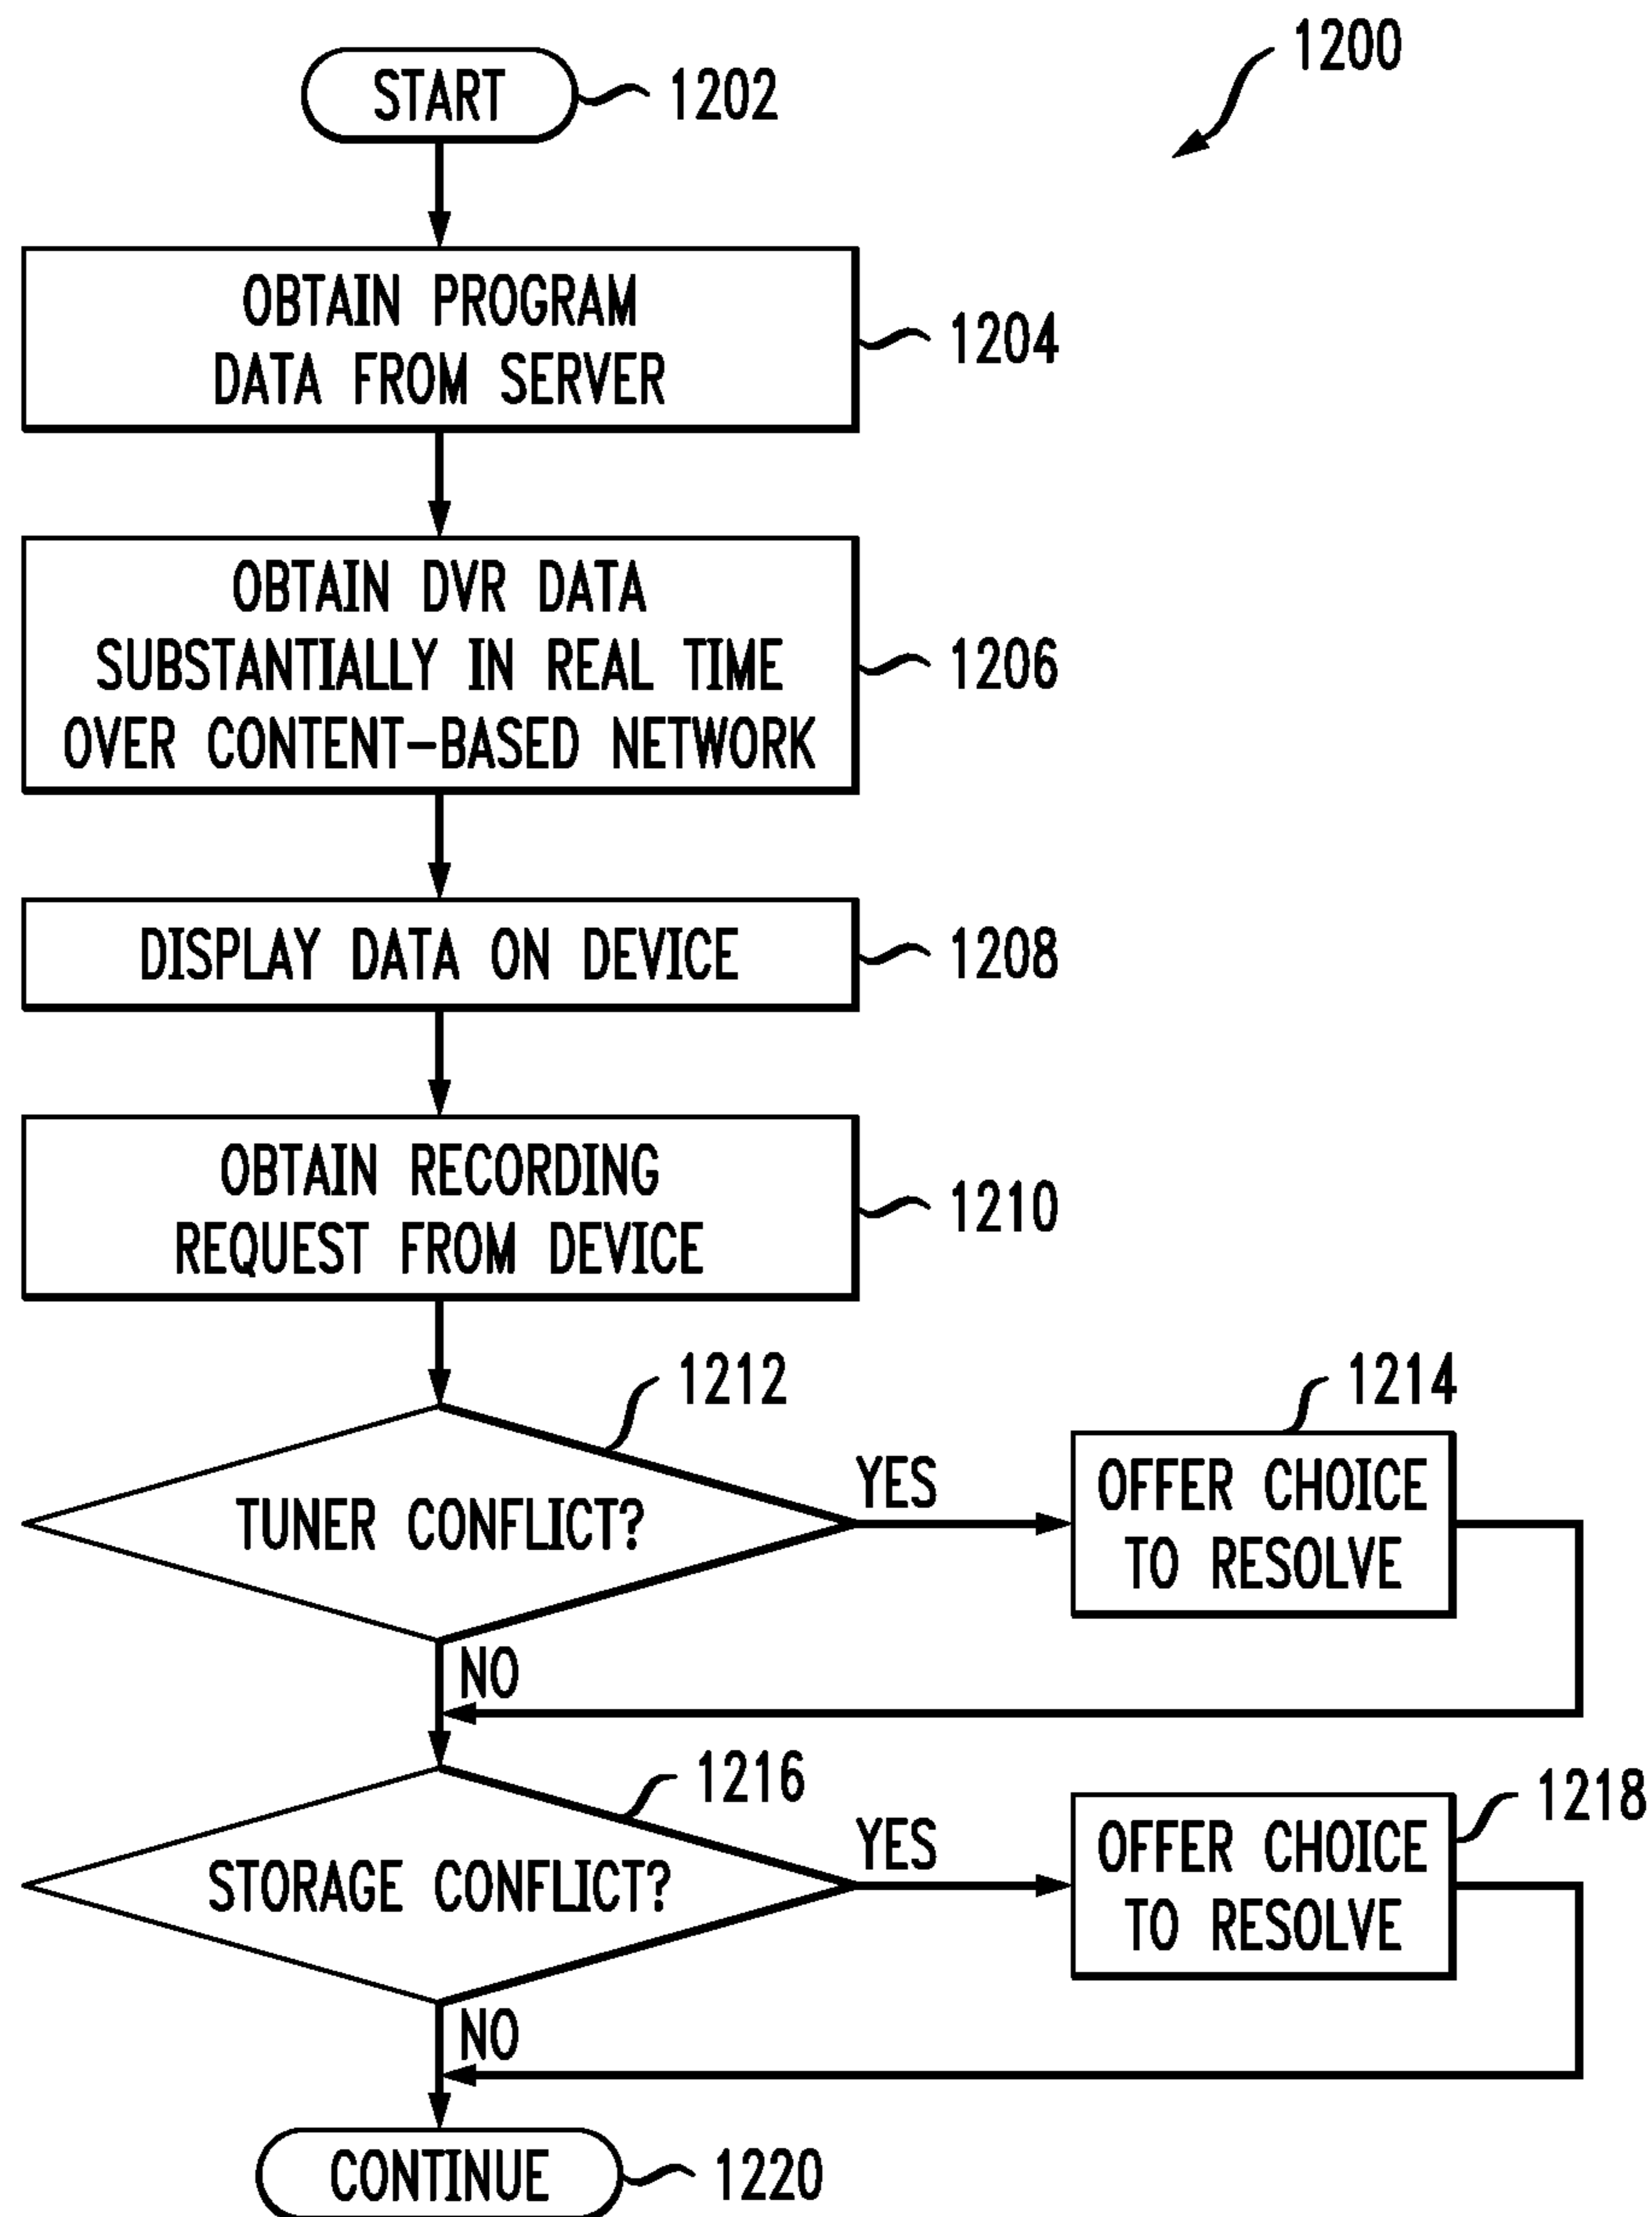 1200
START
1202
OBTAIN PROGRAM
DATA FROM SERVER
1204
OBTAIN DVR DATA
SUBSTANTIALLY IN REAL TIME
OVER CONTENT-BASED NETWORK
1206
DISPLAY DATA ON DEVICE
1208
OBTAIN RECORDING
REQUEST FROM DEVICE
1210
1212
TUNER CONFLICT?
YES
1214
OFFER CHOICE
TO RESOLVE
NO
1216
STORAGE CONFLICT?
YES
1218
OFFER CHOICE
TO RESOLVE
NO
CONTINUE
1220